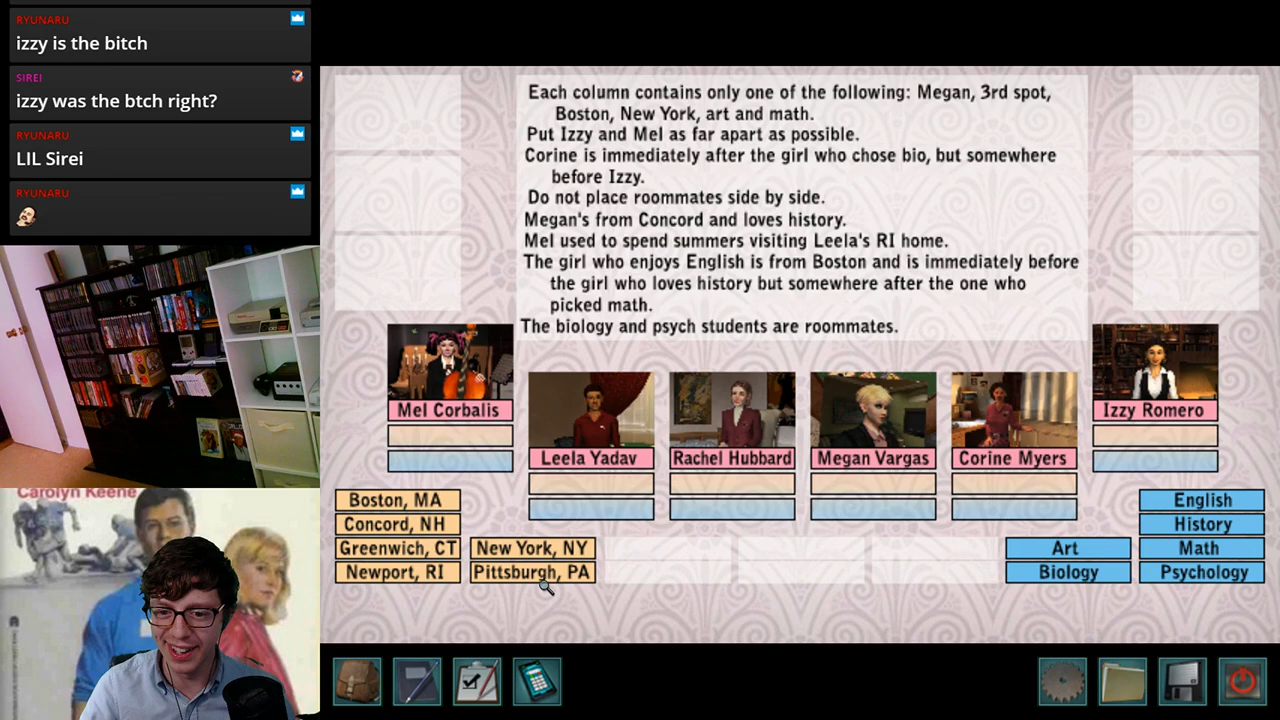 RYUNARU
izzy is the bitch
SIREI
izzy was the btch right?
RYUNARU
LIL Sirei
RYUNARU
Carolyn Keene
Each column contains only one of the following: Megan, 3rd spot,
Boston, New York, art and math.
Put Izzy and Mel as far apart as possible.
Corine is immediately after the girl who chose bio, but somewhere
before Izzy.
Do not place roommates side by side.
Megan's from Concord and loves history.
Mel used to spend summers visiting Leela's RI home.
The girl who enjoys English is from Boston and is immediately before
the girl who loves history but somewhere after the one who
picked math.
The biology and psych students are roommates.
Mel Corbalis
Leela Yadav
Rachel Hubbard
Megan Vargas
Corine Myers
Izzy Romero
Boston, MA
Concord, NH
Greenwich, CT
Newport, RI
New York, NY
Pittsburgh, PA
Art
Biology
English
History
Math
Psychology